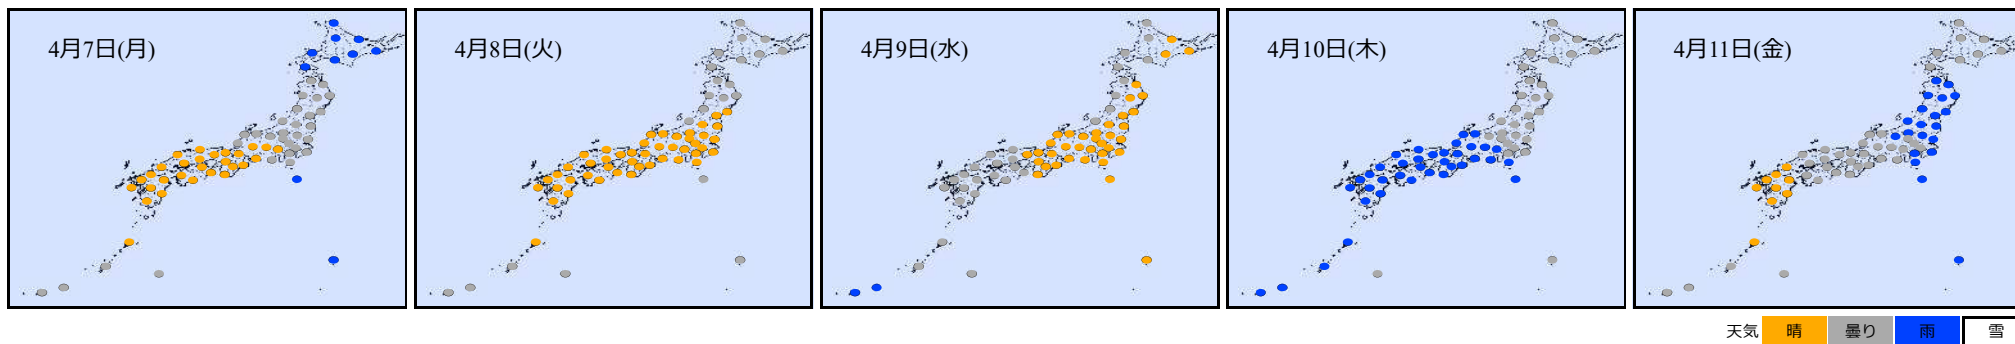 4月7日(月)
4月8日(火)
4月9日(水)
4月10日(木)
4月11日(金)
天気 晴 曇り 雨 雪